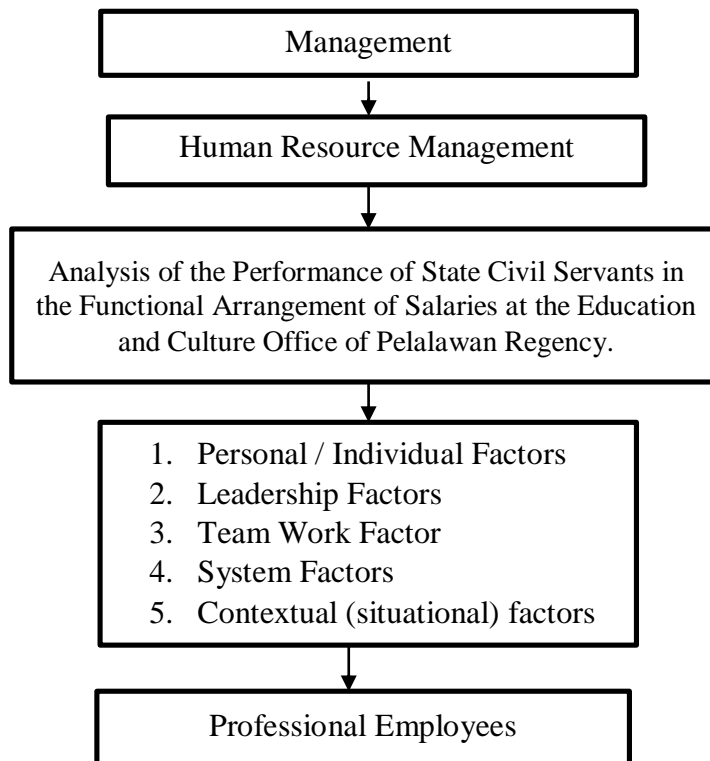 Management
Human Resource Management
Analysis of the Performance of State Civil Servants in
the Functional Arrangement of Salaries at the Education
and Culture Office of Pelalawan Regency.
1. Personal / Individual Factors
2. Leadership Factors
3. Team Work Factor
4. System Factors
5. Contextual (situational) factors
Professional Employees